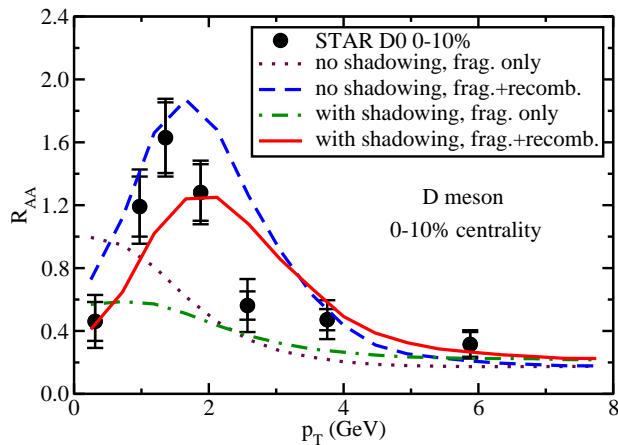 2.4
2.0
1.6
1.2
0.8
0.4
0.0
R_AA
STAR D0 0-10%
no shadowing, frag. only
no shadowing, frag.+recomb.
with shadowing, frag. only
with shadowing, frag.+recomb.
D meson
0-10% centrality
0 2 4 6 8
p_T (GeV)